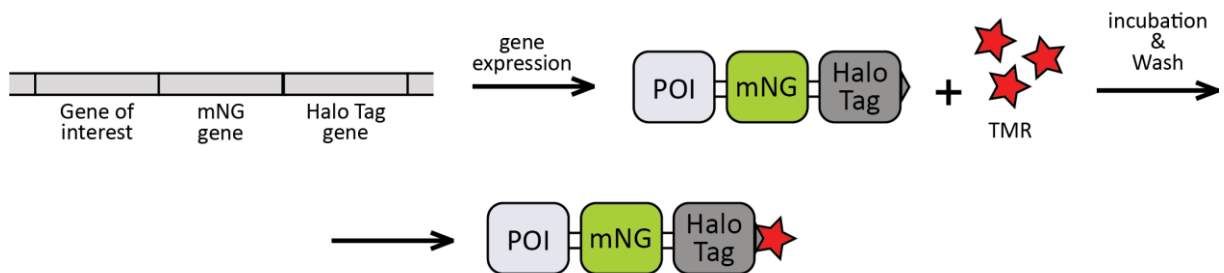 gene
expression
incubation
&
Wash
POI
mNG
Halo
Tag
+
TMR
Gene of
interest
mNG
gene
Halo Tag
gene
POI
mNG
Halo
Tag